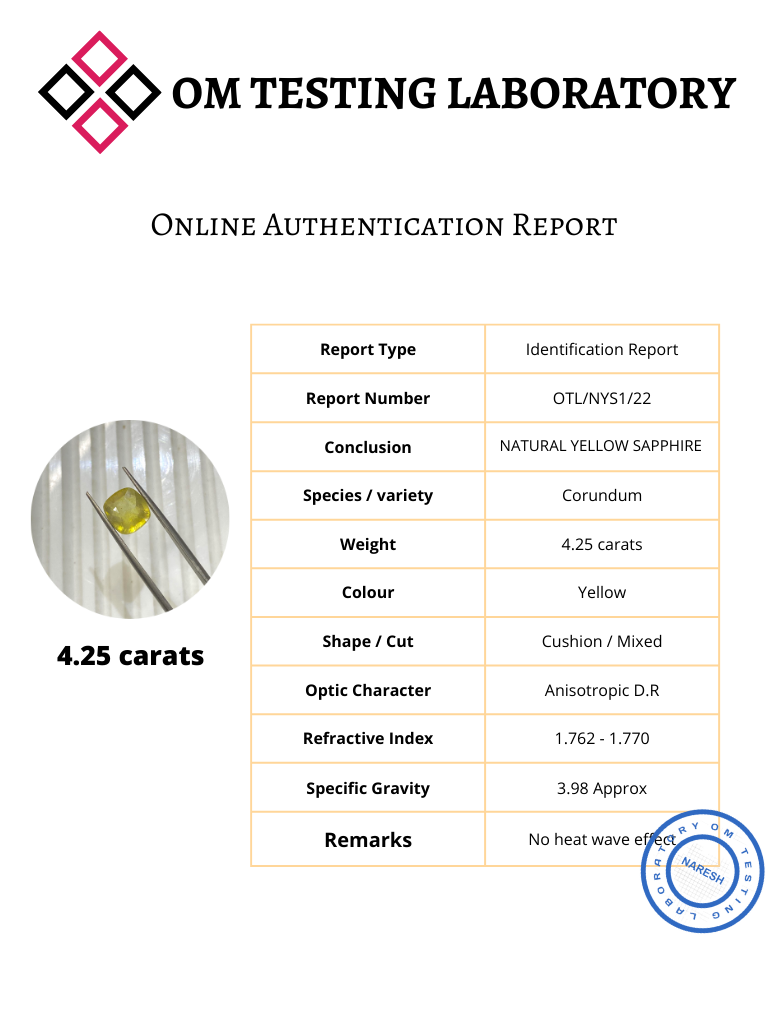 OM TESTING LABORATORY
Online Authentication Report
Report Type Identification Report
Report Number OTL/NYS1/22
Conclusion NATURAL YELLOW SAPPHIRE
Species / variety Corundum
Weight 4.25 carats
Colour Yellow
Shape / Cut Cushion / Mixed
4.25 carats
Optic Character Anisotropic D.R
Refractive Index 1.762 - 1.770
Specific Gravity 3.98 Approx
Remarks No heat wave effect
OM TESTING LABORATORY
NARESH